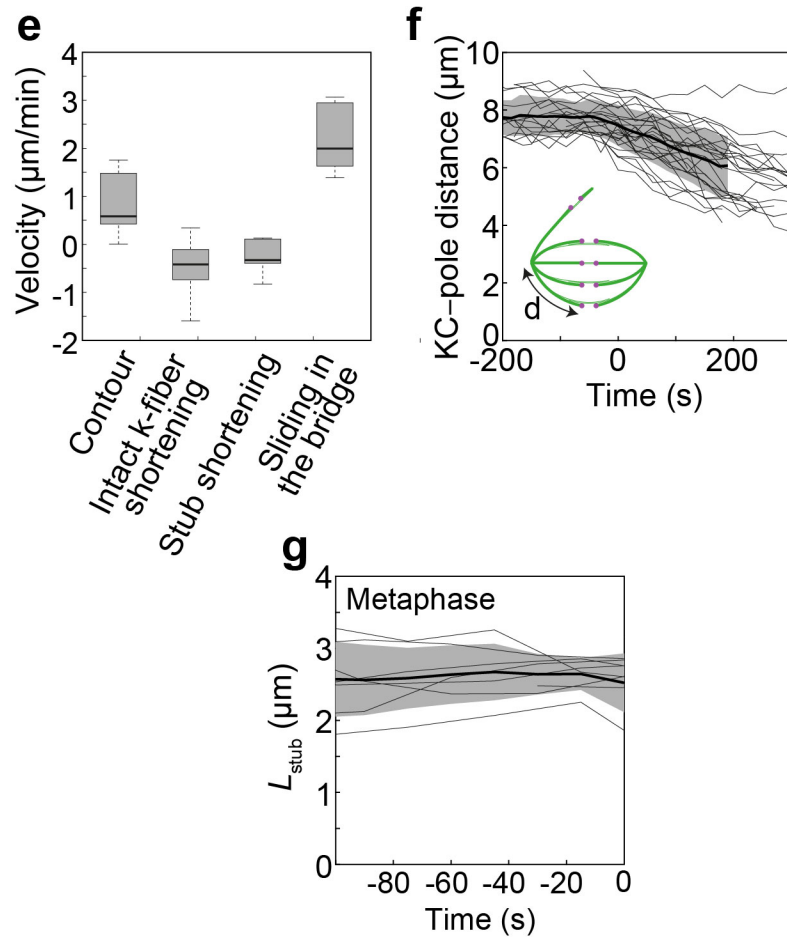 e
Velocity (µm/min)
4
3
2
1
0
-1
-2
Contour
Intact k-fiber
shortening
Stub shortening
Sliding in
the bridge
f
KC–pole distance (µm)
10
8
6
4
2
0
d
-200
0
200
Time (s)
g
Metaphase
Lstub (µm)
4
3
2
1
0
-80
-60
-40
-20
0
Time (s)